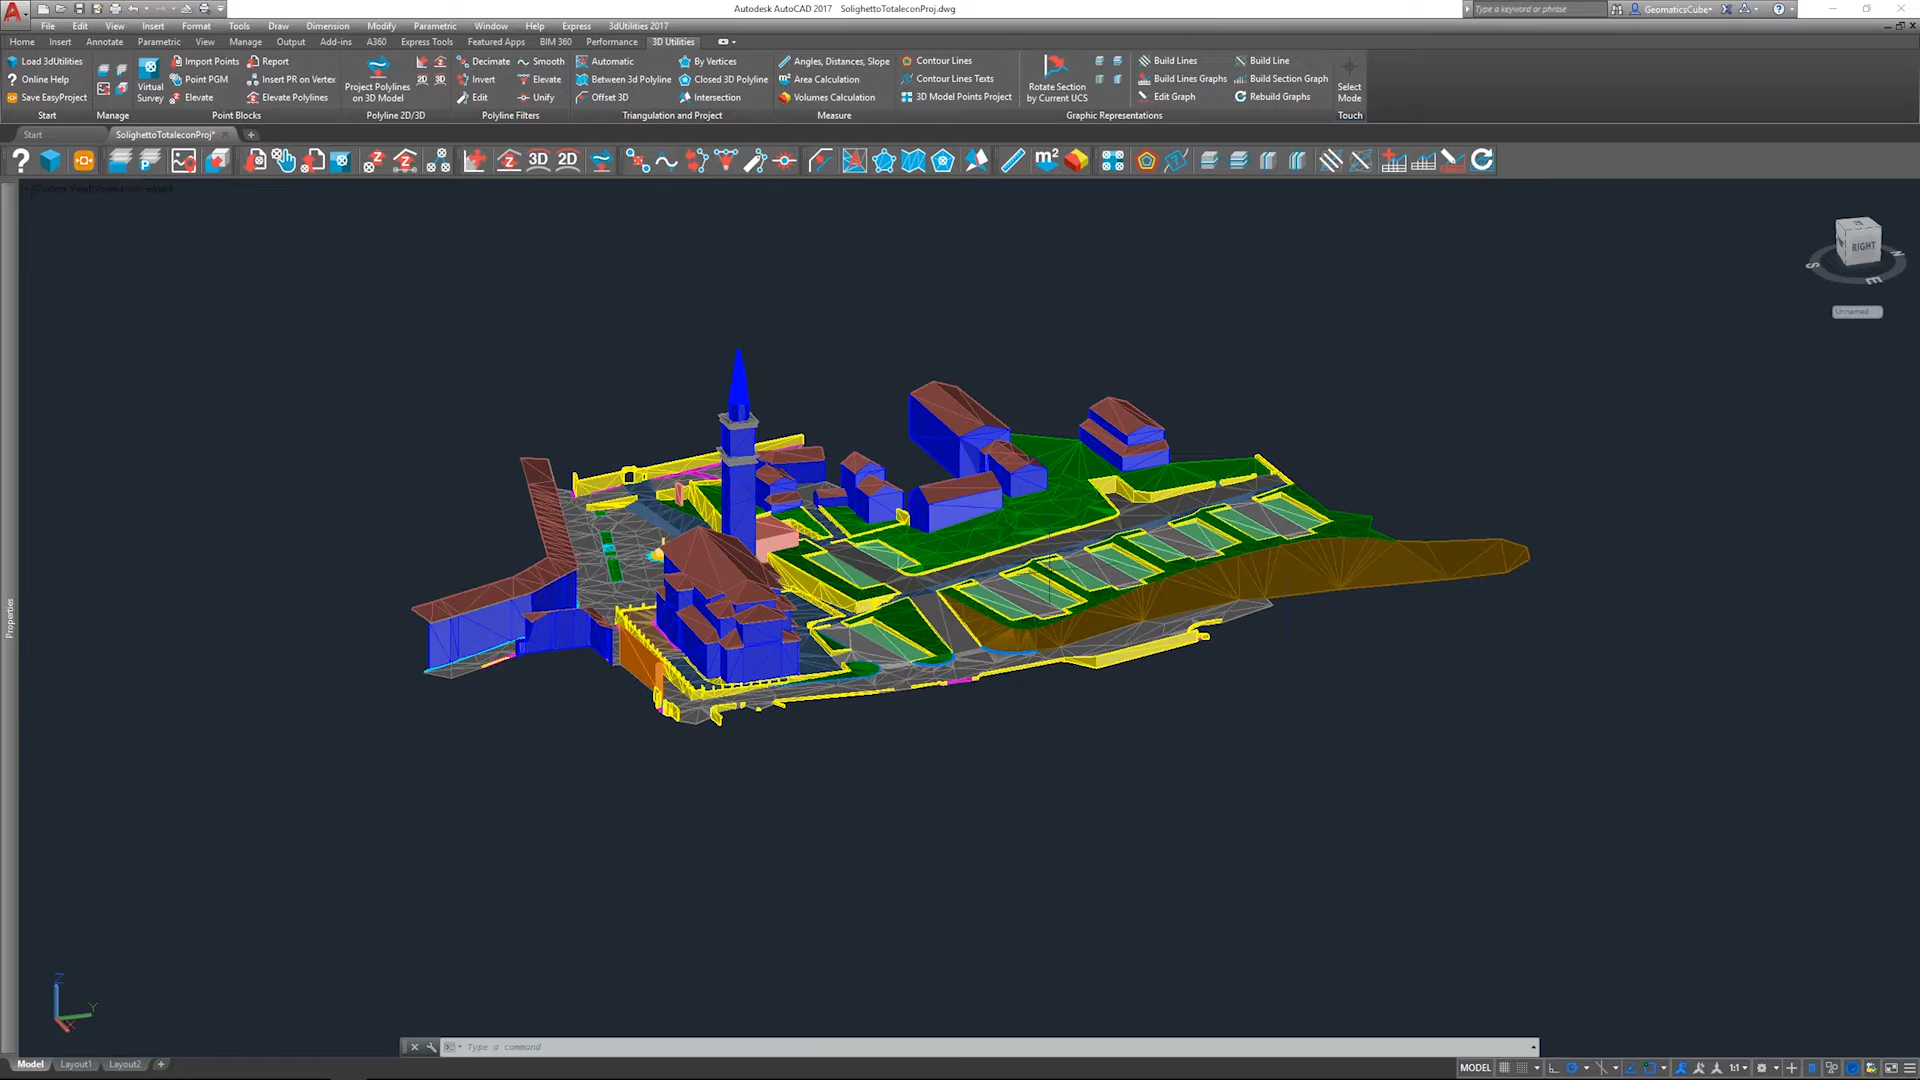 Autodesk AutoCAD 2017 SolighettoTotaleconProj.dwg
Type a keyword or phrase
GeomaticsCube
File Edit View Insert Format Tools Draw Dimension Modify Parametric Window Help Express 3dUtilities 2017
Home Insert Annotate Parametric View Manage Output Add-ins A360 Express Tools Featured Apps BIM 360 Performance 3D Utilities
Load 3dUtilities
Online Help
Save EasyProject
Start
Manage
Virtual
Survey
Import Points
Point PGM
Elevate
Report
Insert PR on Vertex
Elevate Polylines
Point Blocks
Project Polylines
on 3D Model
2D 3D
Polyline 2D/3D
Decimate
Invert
Edit
Smooth
Elevate
Unify
Polyline Filters
Automatic
Between 3d Polyline
Offset 3D
By Vertices
Closed 3D Polyline
Intersection
Triangulation and Project
Angles, Distances, Slope
Area Calculation
Volumes Calculation
Measure
Contour Lines
Contour Lines Texts
3D Model Points Project
Rotate Section
by Current UCS
Graphic Representations
Build Lines
Build Lines Graphs
Edit Graph
Build Line
Build Section Graph
Rebuild Graphs
Select
Mode
Touch
Start
SolighettoTotaleconProj*
3D 2D
m²
RIGHT
S
E
N
Unnamed
Properties
Z
Y
X
Type a command
Model Layout1 Layout2
MODEL
1:1